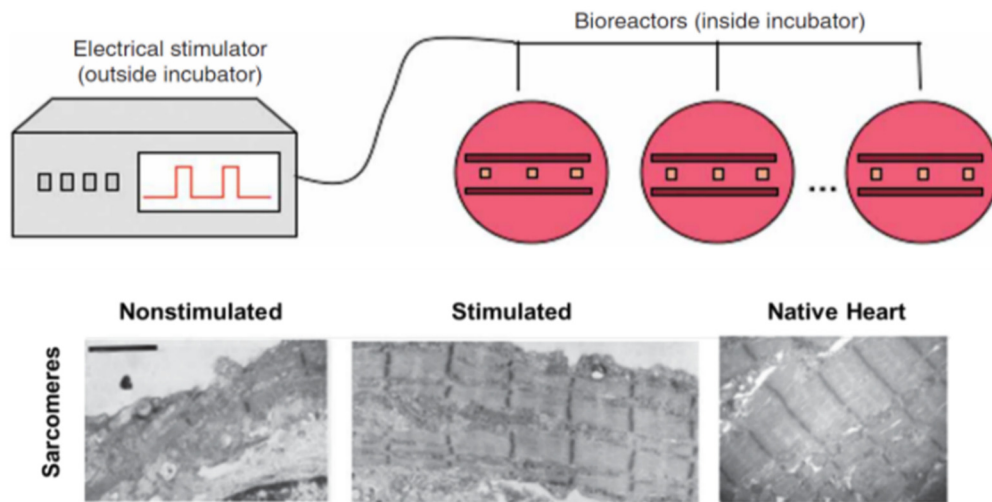 Electrical stimulator
(outside incubator)
Bioreactors (inside incubator)
...
Nonstimulated
Stimulated
Native Heart
Sarcomeres